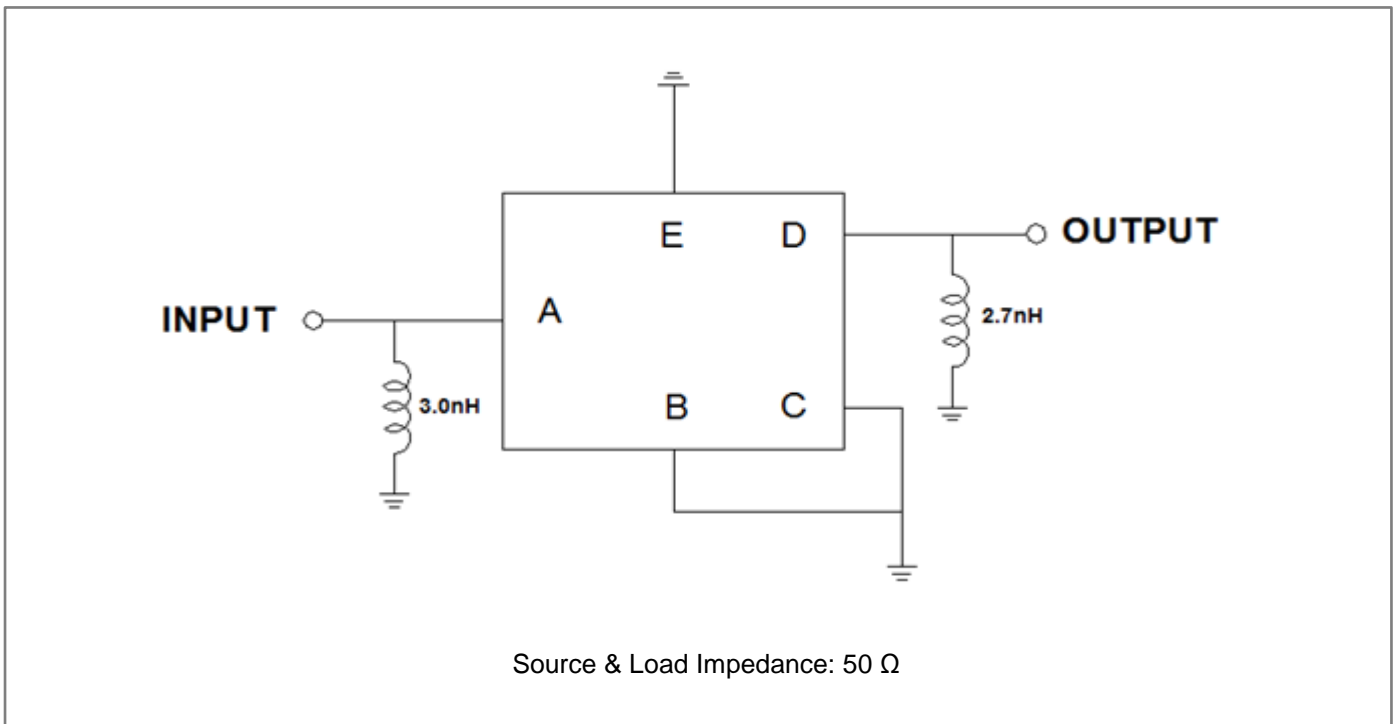 E
D
OUTPUT
INPUT
A
2.7nH
3.0nH
B
C
Source & Load Impedance: 50 Ω